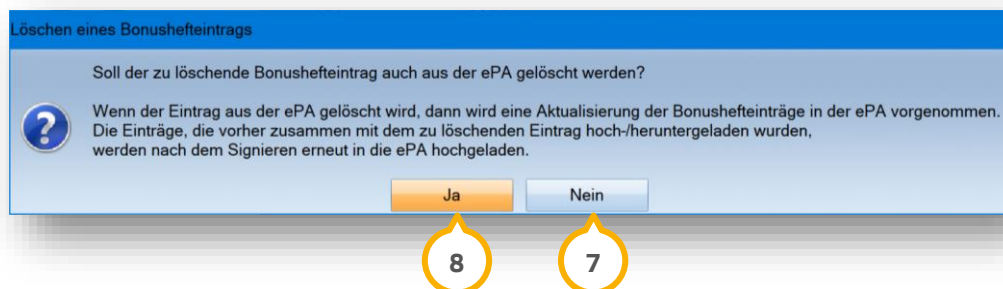 Löschen eines Bonushefteintrags
Soll der zu löschende Bonushefteintrag auch aus der ePA gelöscht werden?
Wenn der Eintrag aus der ePA gelöscht wird, dann wird eine Aktualisierung der Bonushefteinträge in der ePA vorgenommen.
Die Einträge, die vorher zusammen mit dem zu löschenden Eintrag hoch-/heruntergeladen wurden,
werden nach dem Signieren erneut in die ePA hochgeladen.
?
Ja Nein
8 7